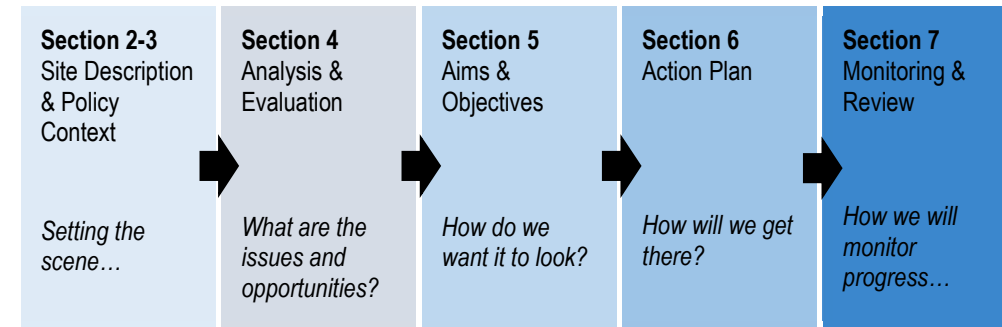 Section 2-3
Site Description
& Policy
Context
Setting the
scene…
Section 4
Analysis &
Evaluation
What are the
issues and
opportunities?
Section 5
Aims &
Objectives
How do we
want it to look?
Section 6
Action Plan
How will we get
there?
Section 7
Monitoring &
Review
How we will
monitor
progress…